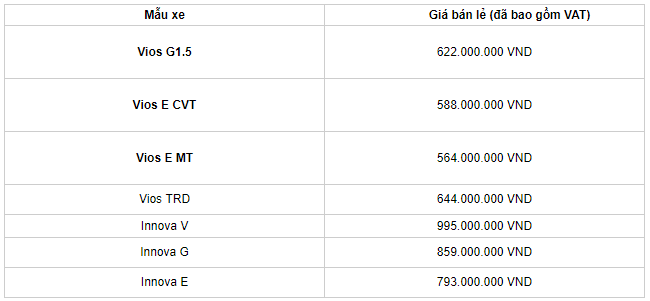 Mẫu xe Giá bán lẻ (đã bao gồm VAT)
Vios G1.5 622.000.000 VND
Vios E CVT 588.000.000 VND
Vios E MT 564.000.000 VND
Vios TRD 644.000.000 VND
Innova V 995.000.000 VND
Innova G 859.000.000 VND
Innova E 793.000.000 VND